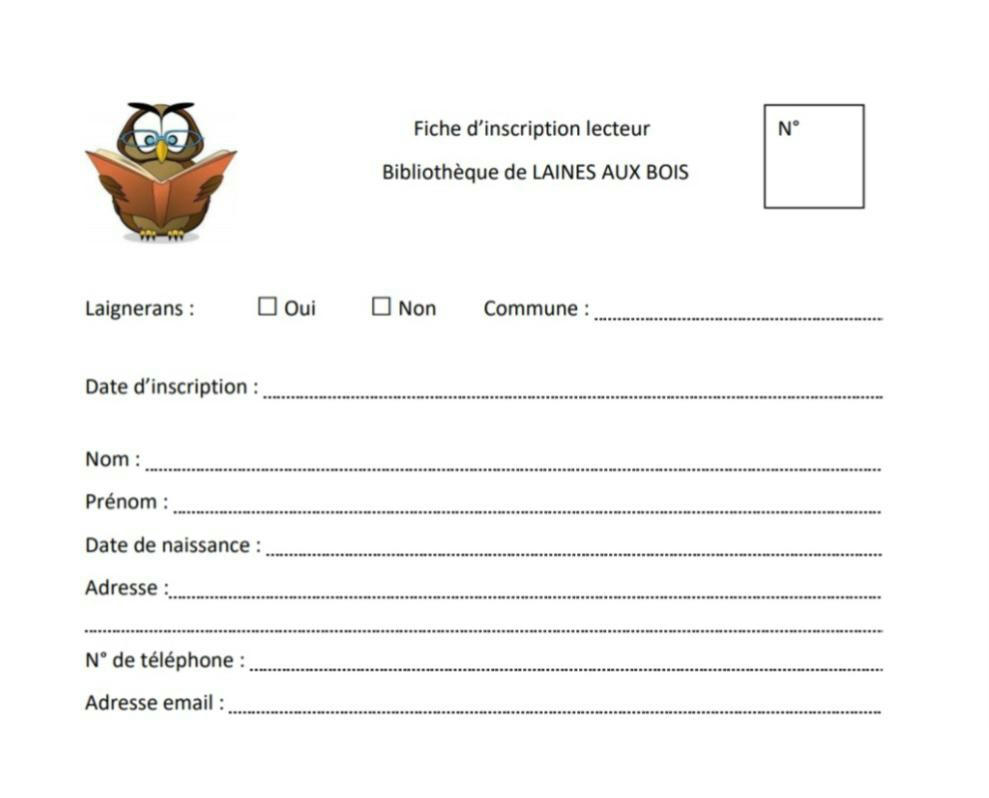 Fiche d’inscription lecteur
N°
Bibliothèque de LAINES AUX BOIS
Laignerans : ☐ Oui ☐ Non Commune :
Date d’inscription :
Nom :
Prénom :
Date de naissance :
Adresse :
N° de téléphone :
Adresse email :